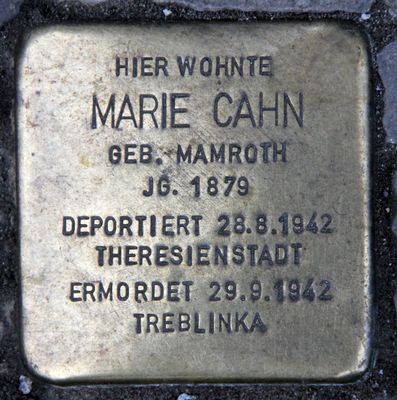 HIER WOHNTE
MARIE CAHN
GEB. MAMROTH
JG. 1879
DEPORTIERT 28.8.1942
THERESIENSTADT
ERMORDET 29.9.1942
TREBLINKA